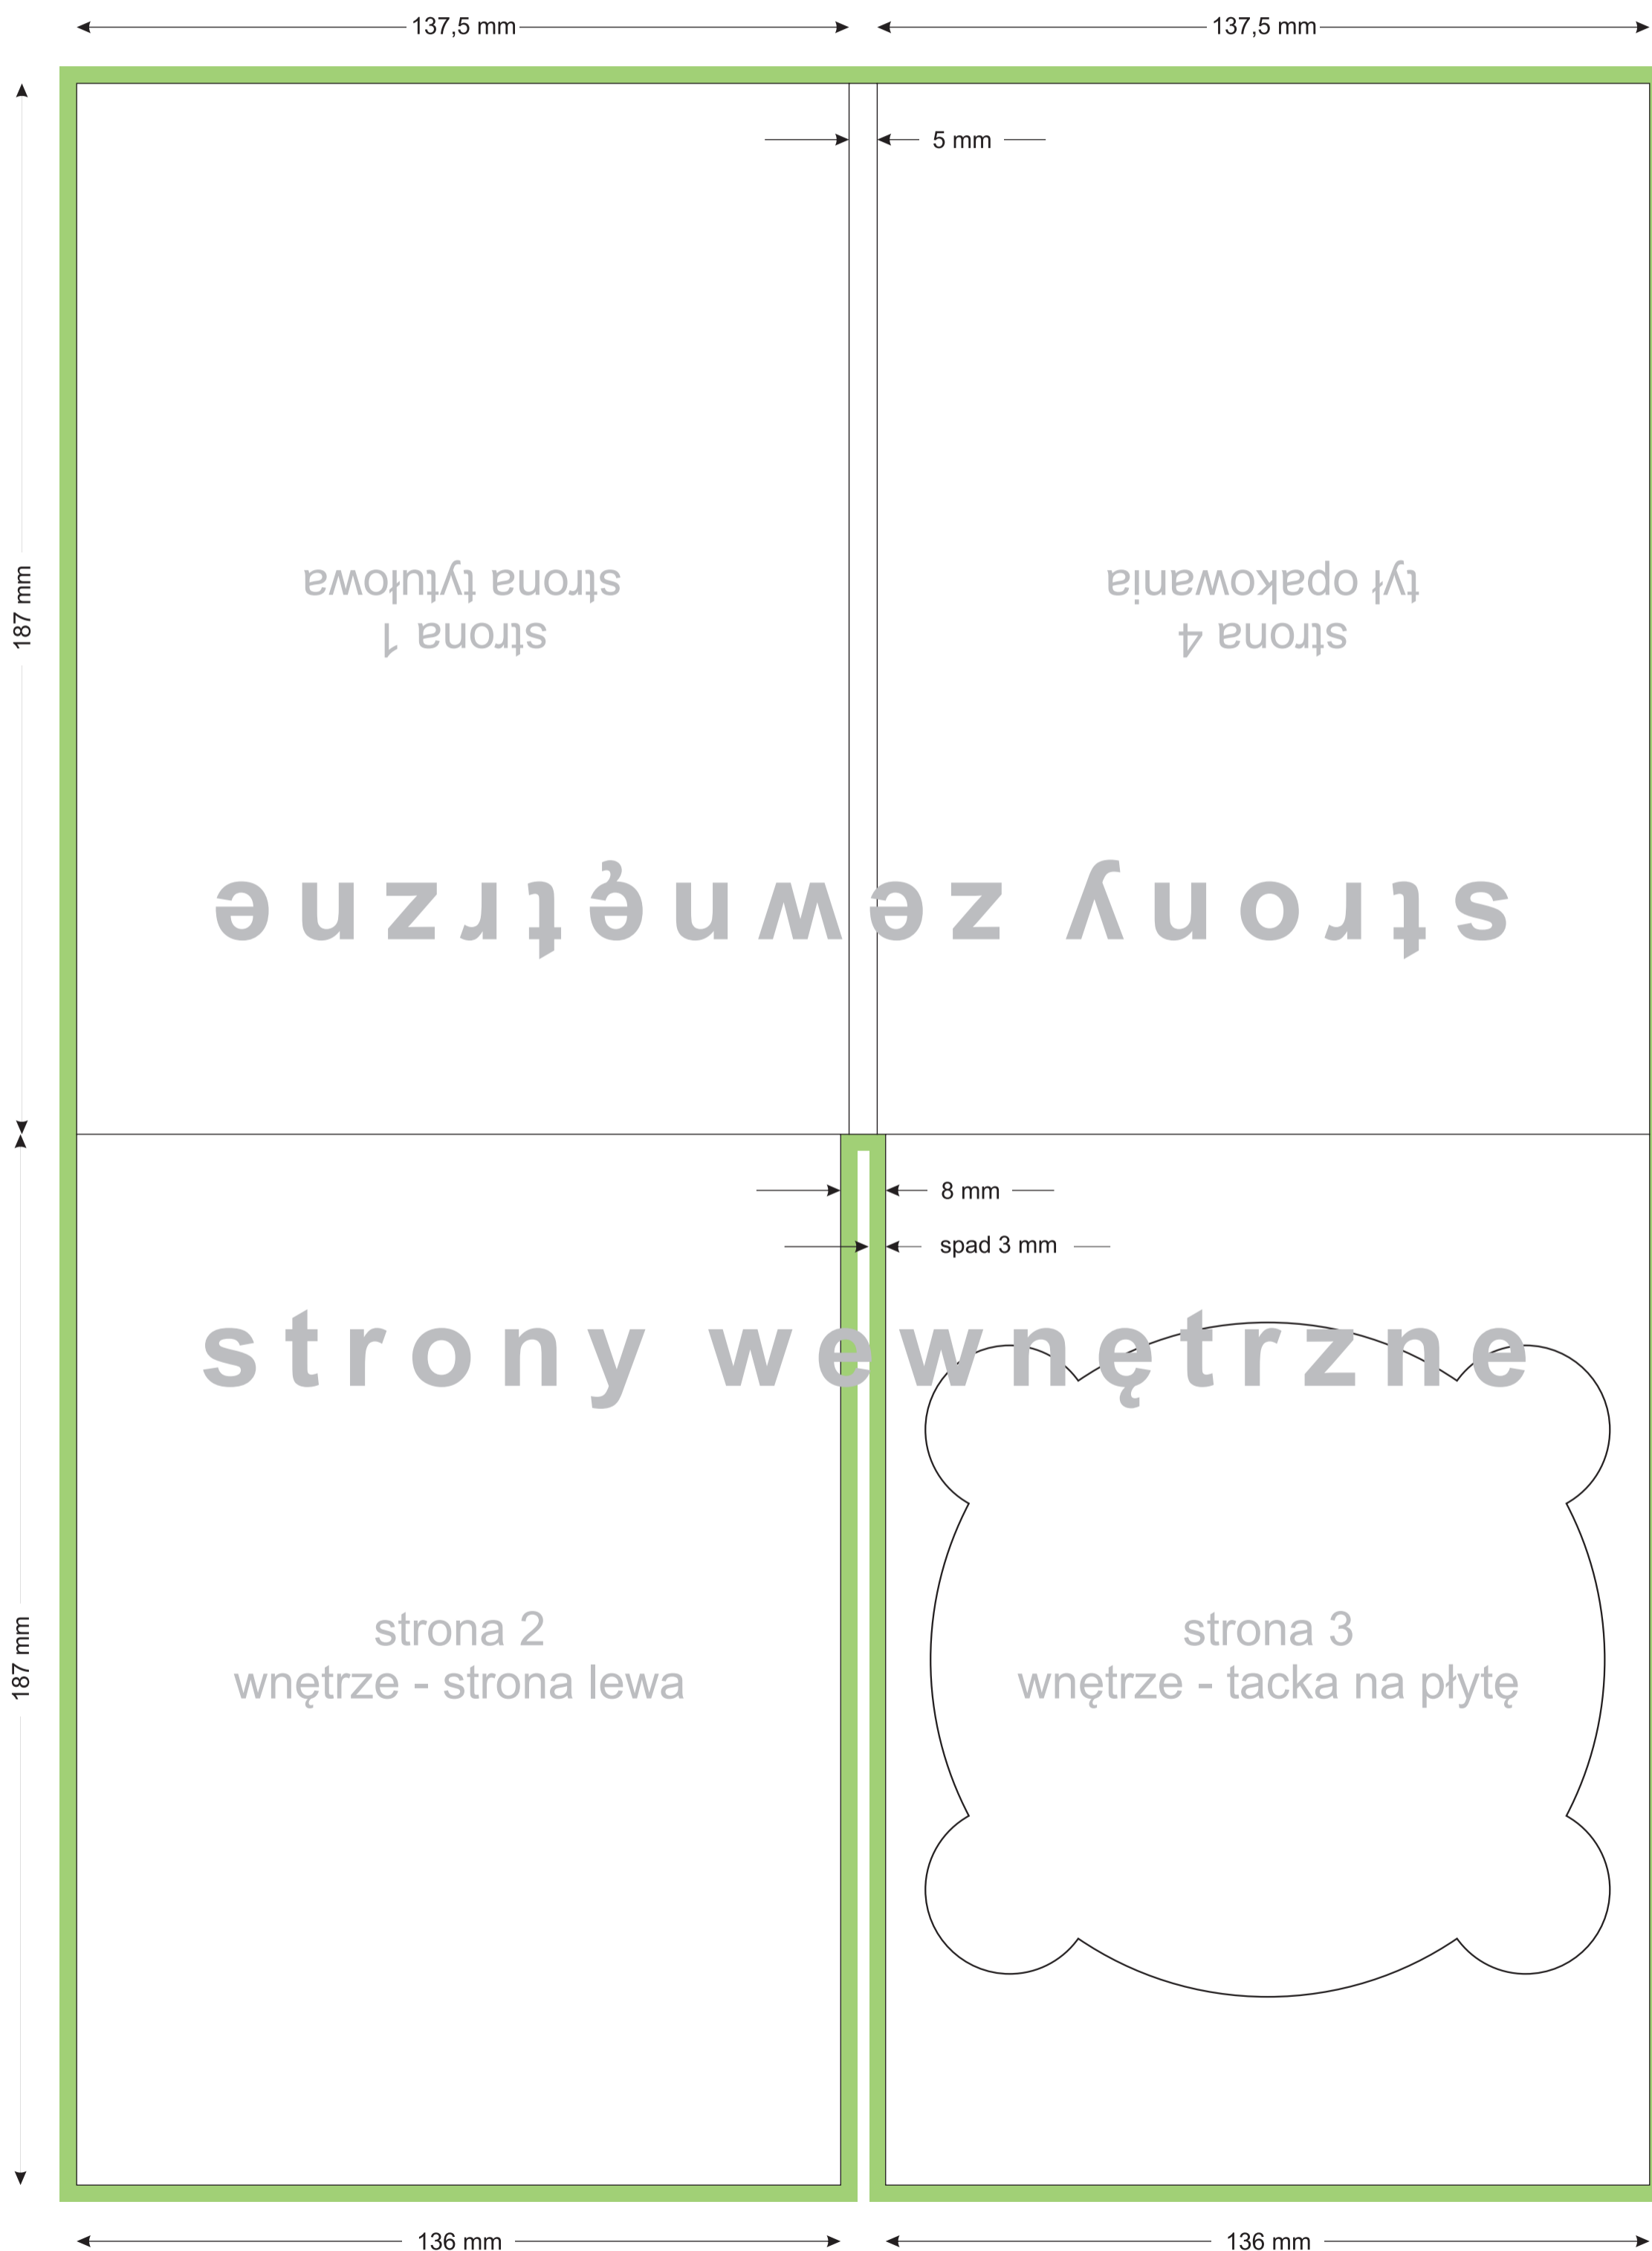 137,5 mm
137,5 mm
5 mm
187 mm
strona 1
strona tytułowa
strona 4
tył opakowania
strony zewnętrzne
8 mm
spad 3 mm
strony wewnętrzne
187 mm
strona 2
wnętrze - strona lewa
strona 3
wnętrze - tacka na płytę
136 mm
136 mm